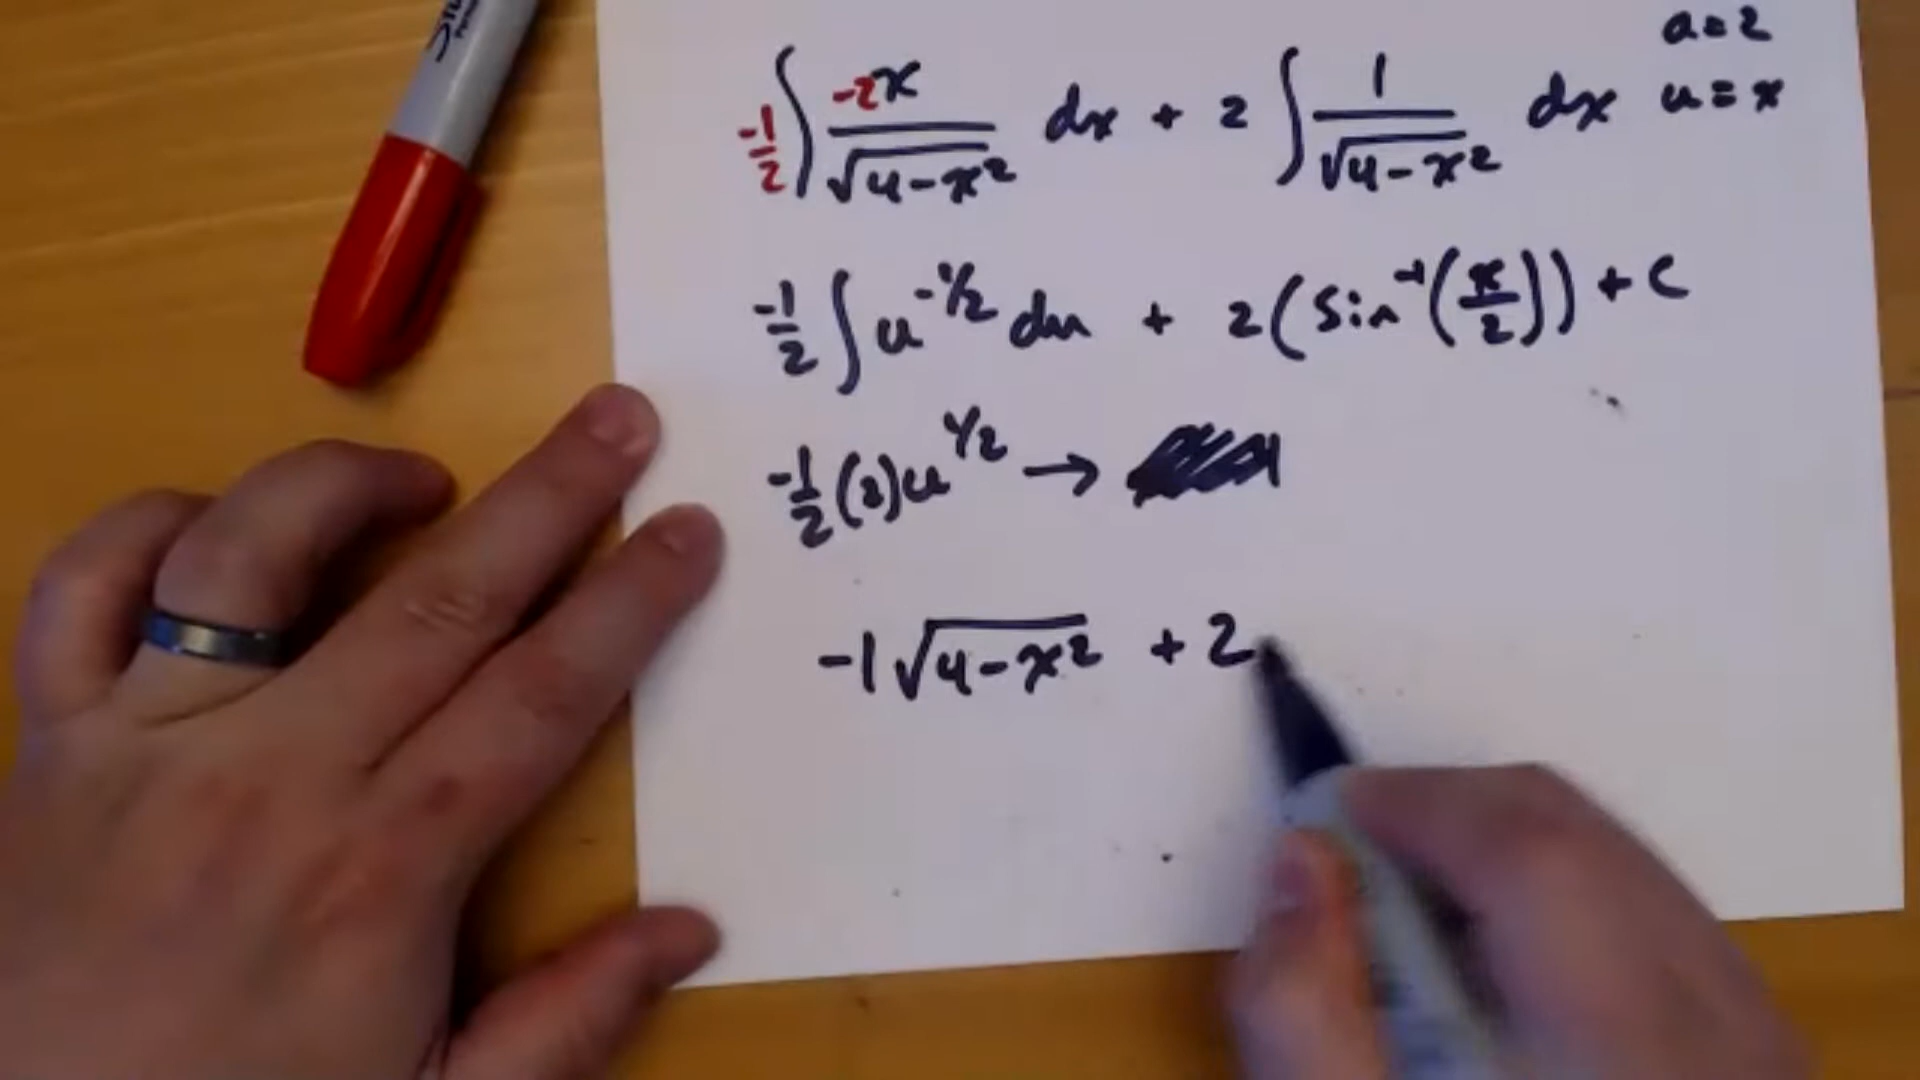 a=2
-1/2 ∫ -2x/√(4-x²) dx + 2 ∫ 1/√(4-x²) dx u=x
-1/2 ∫ u^(-1/2) du + 2(Sin⁻¹(x/2)) + C
-1/2 (2)u^(1/2) →
-1√(4-x²) + 2